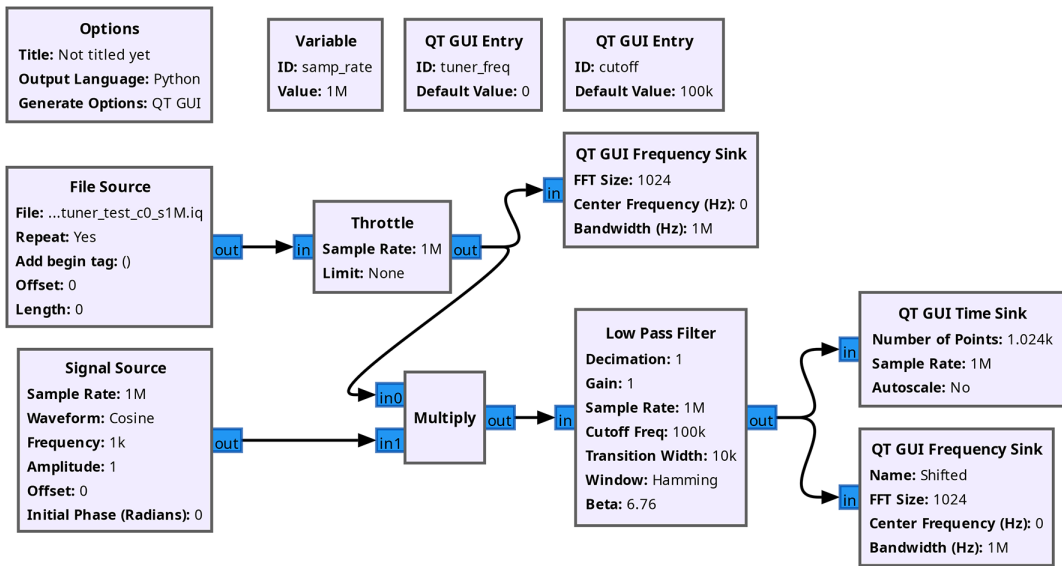 Options
Title: Not titled yet
Output Language: Python
Generate Options: QT GUI
Variable
ID: samp_rate
Value: 1M
QT GUI Entry
ID: tuner_freq
Default Value: 0
QT GUI Entry
ID: cutoff
Default Value: 100k
File Source
File: ...tuner_test_c0_s1M.iq
Repeat: Yes
Add begin tag: ()
Offset: 0
Length: 0
out
in
Throttle
Sample Rate: 1M
Limit: None
out
in
QT GUI Frequency Sink
FFT Size: 1024
Center Frequency (Hz): 0
Bandwidth (Hz): 1M
Signal Source
Sample Rate: 1M
Waveform: Cosine
Frequency: 1k
Amplitude: 1
Offset: 0
Initial Phase (Radians): 0
out
in0
in1
Multiply
out
in
Low Pass Filter
Decimation: 1
Gain: 1
Sample Rate: 1M
Cutoff Freq: 100k
Transition Width: 10k
Window: Hamming
Beta: 6.76
out
in
QT GUI Time Sink
Number of Points: 1.024k
Sample Rate: 1M
Autoscale: No
in
QT GUI Frequency Sink
Name: Shifted
FFT Size: 1024
Center Frequency (Hz): 0
Bandwidth (Hz): 1M